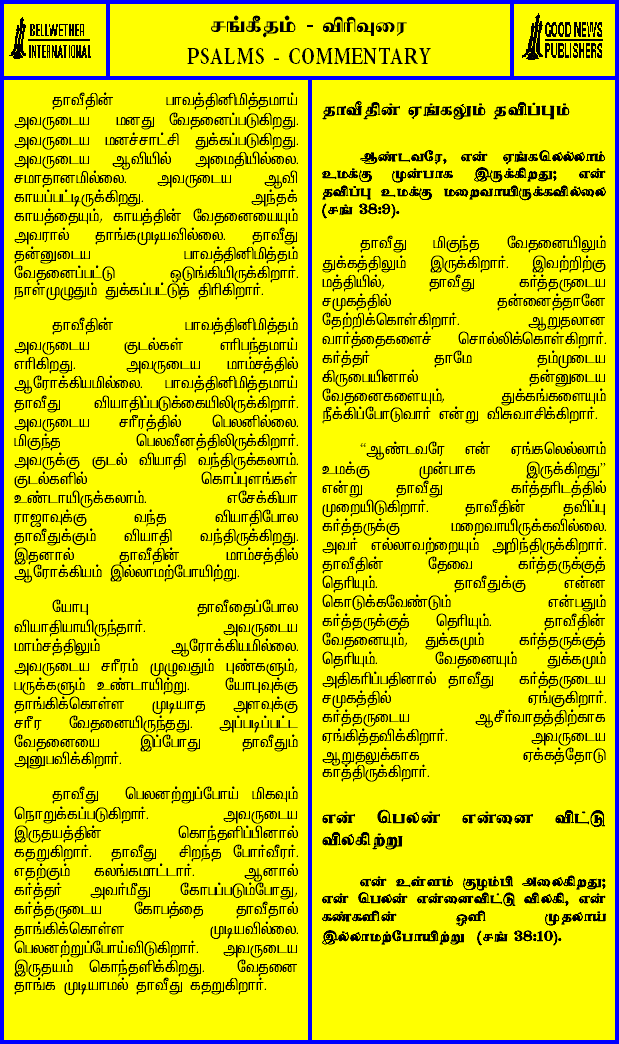 BELLWETHER
INTERNATIONAL
சங்கீதம் - விரிவுரை
PSALMS - COMMENTARY
GOOD NEWS
PUBLISHERS
தாவீதின் பாவத்தினிமித்தமாய்
அவருடைய மனது வேதனைப்படுகிறது.
அவருடைய மனச்சாட்சி துக்கப்படுகிறது.
அவருடைய ஆவியில் அமைதியில்லை.
சமாதானமில்லை. அவருடைய ஆவி
காயப்பட்டிருக்கிறது. அந்தக்
காயத்தையும், காயத்தின் வேதனையையும்
அவரால் தாங்கமுடியவில்லை. தாவீது
தன்னுடைய பாவத்தினிமித்தம்
வேதனைப்பட்டு ஒடுங்கியிருக்கிறார்.
நாள்முழுதும் துக்கப்பட்டுத் திரிகிறார்.
தாவீதின் பாவத்தினிமித்தம்
அவருடைய குடல்கள் எரிபந்தமாய்
எரிகிறது. அவருடைய மாம்சத்தில்
ஆரோக்கியமில்லை. பாவத்தினிமித்தமாய்
தாவீது வியாதிப்படுக்கையிலிருக்கிறார்.
அவருடைய சரீரத்தில் பெலனில்லை.
மிகுந்த பெலவீனத்திலிருக்கிறார்.
அவருக்கு குடல் வியாதி வந்திருக்கலாம்.
குடல்களில் கொப்புளங்கள்
உண்டாயிருக்கலாம். எசேக்கியா
ராஜாவுக்கு வந்த வியாதிபோல
தாவீதுக்கும் வியாதி வந்திருக்கிறது.
இதனால் தாவீதின் மாம்சத்தில்
ஆரோக்கியம் இல்லாமற்போயிற்று.
யோபு தாவீதைப்போல
வியாதியாயிருந்தார். அவருடைய
மாம்சத்திலும் ஆரோக்கியமில்லை.
அவருடைய சரீரம் முழுவதும் புண்களும்,
பருக்களும் உண்டாயிற்று. யோபுவுக்கு
தாங்கிக்கொள்ள முடியாத அளவுக்கு
சரீர வேதனையிருந்தது. அப்படிப்பட்ட
வேதனையை இப்போது தாவீதும்
அனுபவிக்கிறார்.
தாவீது பெலனற்றுப்போய் மிகவும்
நொறுக்கப்படுகிறார். அவருடைய
இருதயத்தின் கொந்தளிப்பினால்
கதறுகிறார். தாவீது சிறந்த போர்வீரர்.
எதற்கும் கலங்கமாட்டார். ஆனால்
கர்த்தர் அவர்மீது கோபப்படும்போது,
கர்த்தருடைய கோபத்தை தாவீதால்
தாங்கிக்கொள்ள முடியவில்லை.
பெலனற்றுப்போய்விடுகிறார். அவருடைய
இருதயம் கொந்தளிக்கிறது. வேதனை
தாங்க முடியாமல் தாவீது கதறுகிறார்.
தாவீதின் ஏங்கலும் தவிப்பும்
ஆண்டவரே, என் ஏங்கலெல்லாம்
உமக்கு முன்பாக இருக்கிறது; என்
தவிப்பு உமக்கு மறைவாயிருக்கவில்லை
(சங் 38:9).
தாவீது மிகுந்த வேதனையிலும்
துக்கத்திலும் இருக்கிறார். இவற்றிற்கு
மத்தியில், தாவீது கர்த்தருடைய
சமுகத்தில் தன்னைத்தானே
தேற்றிக்கொள்கிறார். ஆறுதலான
வார்த்தைகளைச் சொல்லிக்கொள்கிறார்.
கர்த்தர் தாமே தம்முடைய
கிருபையினால் தன்னுடைய
வேதனைகளையும், துக்கங்களையும்
நீக்கிப்போடுவார் என்று விசுவாசிக்கிறார்.
“ஆண்டவரே என் ஏங்கலெல்லாம்
உமக்கு முன்பாக இருக்கிறது”
என்று தாவீது கர்த்தரிடத்தில்
முறையிடுகிறார். தாவீதின் தவிப்பு
கர்த்தருக்கு மறைவாயிருக்கவில்லை.
அவர் எல்லாவற்றையும் அறிந்திருக்கிறார்.
தாவீதின் தேவை கர்த்தருக்குத்
தெரியும். தாவீதுக்கு என்ன
கொடுக்கவேண்டும் என்பதும்
கர்த்தருக்குத் தெரியும். தாவீதின்
வேதனையும், துக்கமும் கர்த்தருக்குத்
தெரியும். வேதனையும் துக்கமும்
அதிகரிப்பதினால் தாவீது கர்த்தருடைய
சமுகத்தில் ஏங்குகிறார்.
கர்த்தருடைய ஆசீர்வாதத்திற்காக
ஏங்கித்தவிக்கிறார். அவருடைய
ஆறுதலுக்காக ஏக்கத்தோடு
காத்திருக்கிறார்.
என் பெலன் என்னை விட்டு
விலகிற்று
என் உள்ளம் குழம்பி அலைகிறது;
என் பெலன் என்னைவிட்டு விலகி, என்
கண்களின் ஒளி முதலாய்
இல்லாமற்போயிற்று (சங் 38:10).